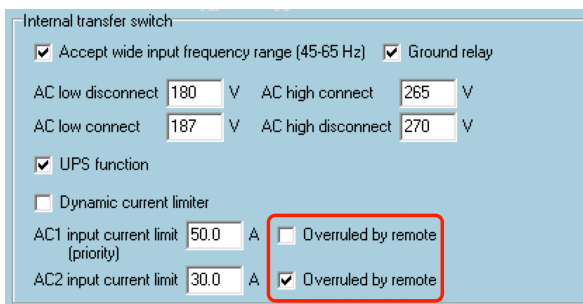 Internal transfer switch
Accept wide input frequency range (45-65 Hz) Ground relay
AC low disconnect 180 V AC high connect 265 V
AC low connect 187 V AC high disconnect 270 V
UPS function
Dynamic current limiter
AC1 input current limit 50.0 A Overruled by remote
(priority)
AC2 input current limit 30.0 A Overruled by remote